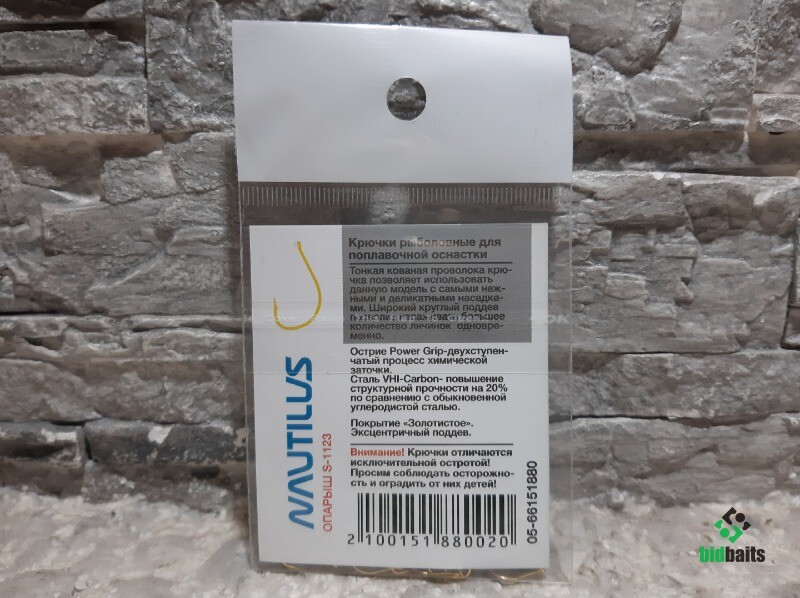 Крючки рыболовные для
поплавочной оснастки
Тонкая кованая проволока крю-
чка позволяет использовать
данную модель с самыми неж-
ными и деликатными насадка-
ми. Широкий круглый поддев
большее
количество личинок одновре-
менно.
Острие Power Grip-двухступен-
чатый процесс химической
заточки.
Сталь VHI-Carbon- повышение
структурной прочности на 20%
по сравнению с обыкновенной
углеродистой сталью.
Покрытие «Золотистое».
Эксцентричный поддев.
Внимание! Крючки отличаются
исключительной остротой!
Просим соблюдать осторожно-
сть и оградить от них детей!
NAUTILUS
ОПАРЫШ S-1123
2 100151 880020
05-66151880
bidbaits